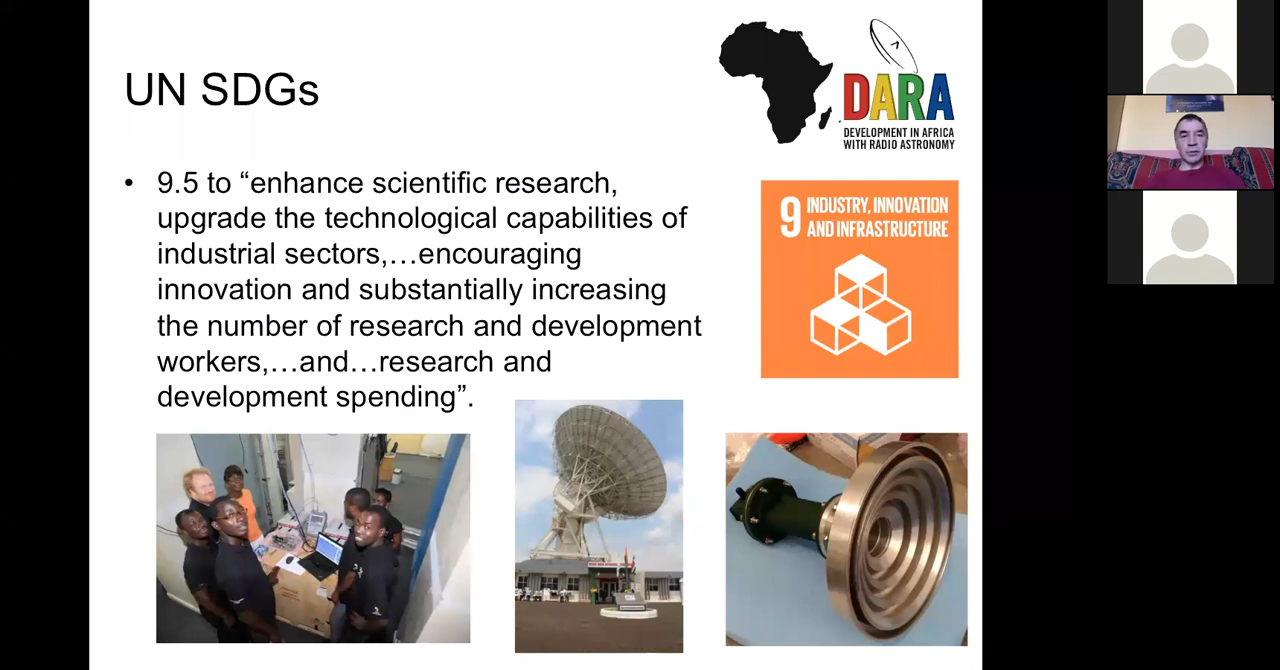 UN SDGs
DARA
DEVELOPMENT IN AFRICA
WITH RADIO ASTRONOMY
• 9.5 to “enhance scientific research,
upgrade the technological capabilities of
industrial sectors,…encouraging
innovation and substantially increasing
the number of research and development
workers,…and…research and
development spending”.
9 INDUSTRY, INNOVATION
AND INFRASTRUCTURE